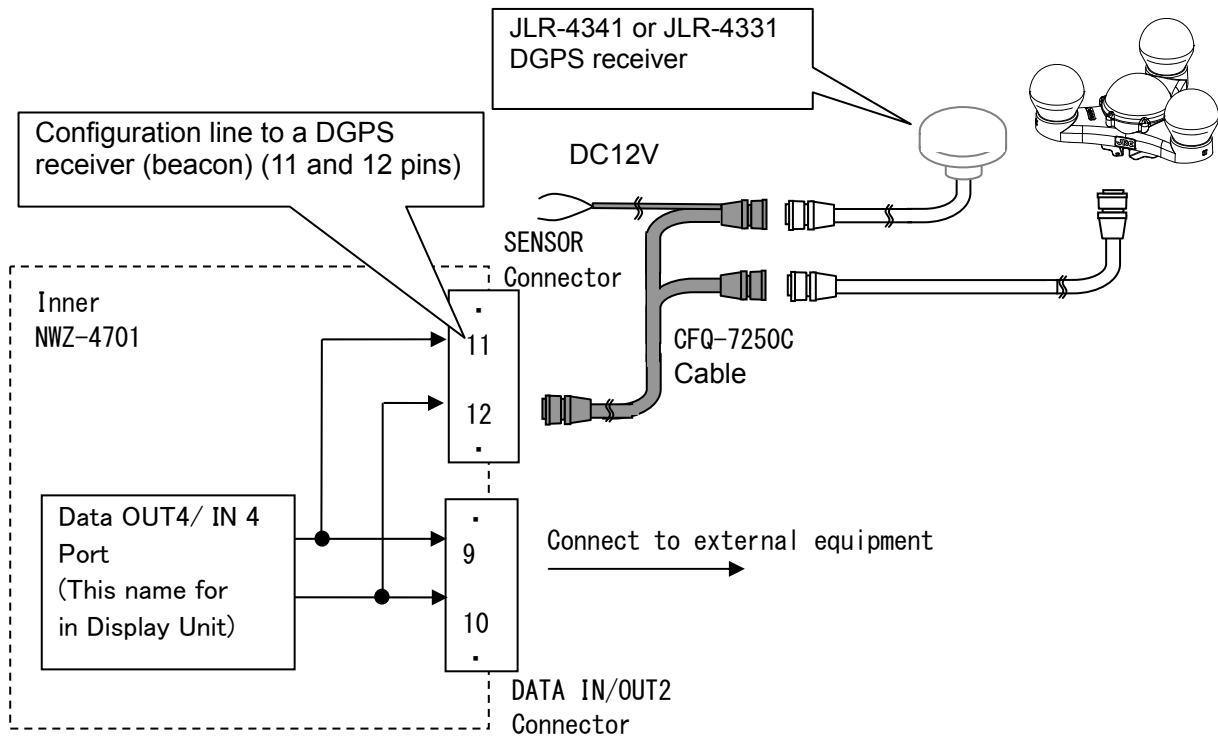 JLR-4341 or JLR-4331
DGPS receiver
Configuration line to a DGPS
receiver (beacon) (11 and 12 pins)
DC12V
SENSOR
Connector
Inner
NWZ-4701
11
12
CFQ-7250C
Cable
Data OUT4/ IN 4
Port
(This name for
in Display Unit)
9
10
Connect to external equipment
DATA IN/OUT2
Connector
JRC